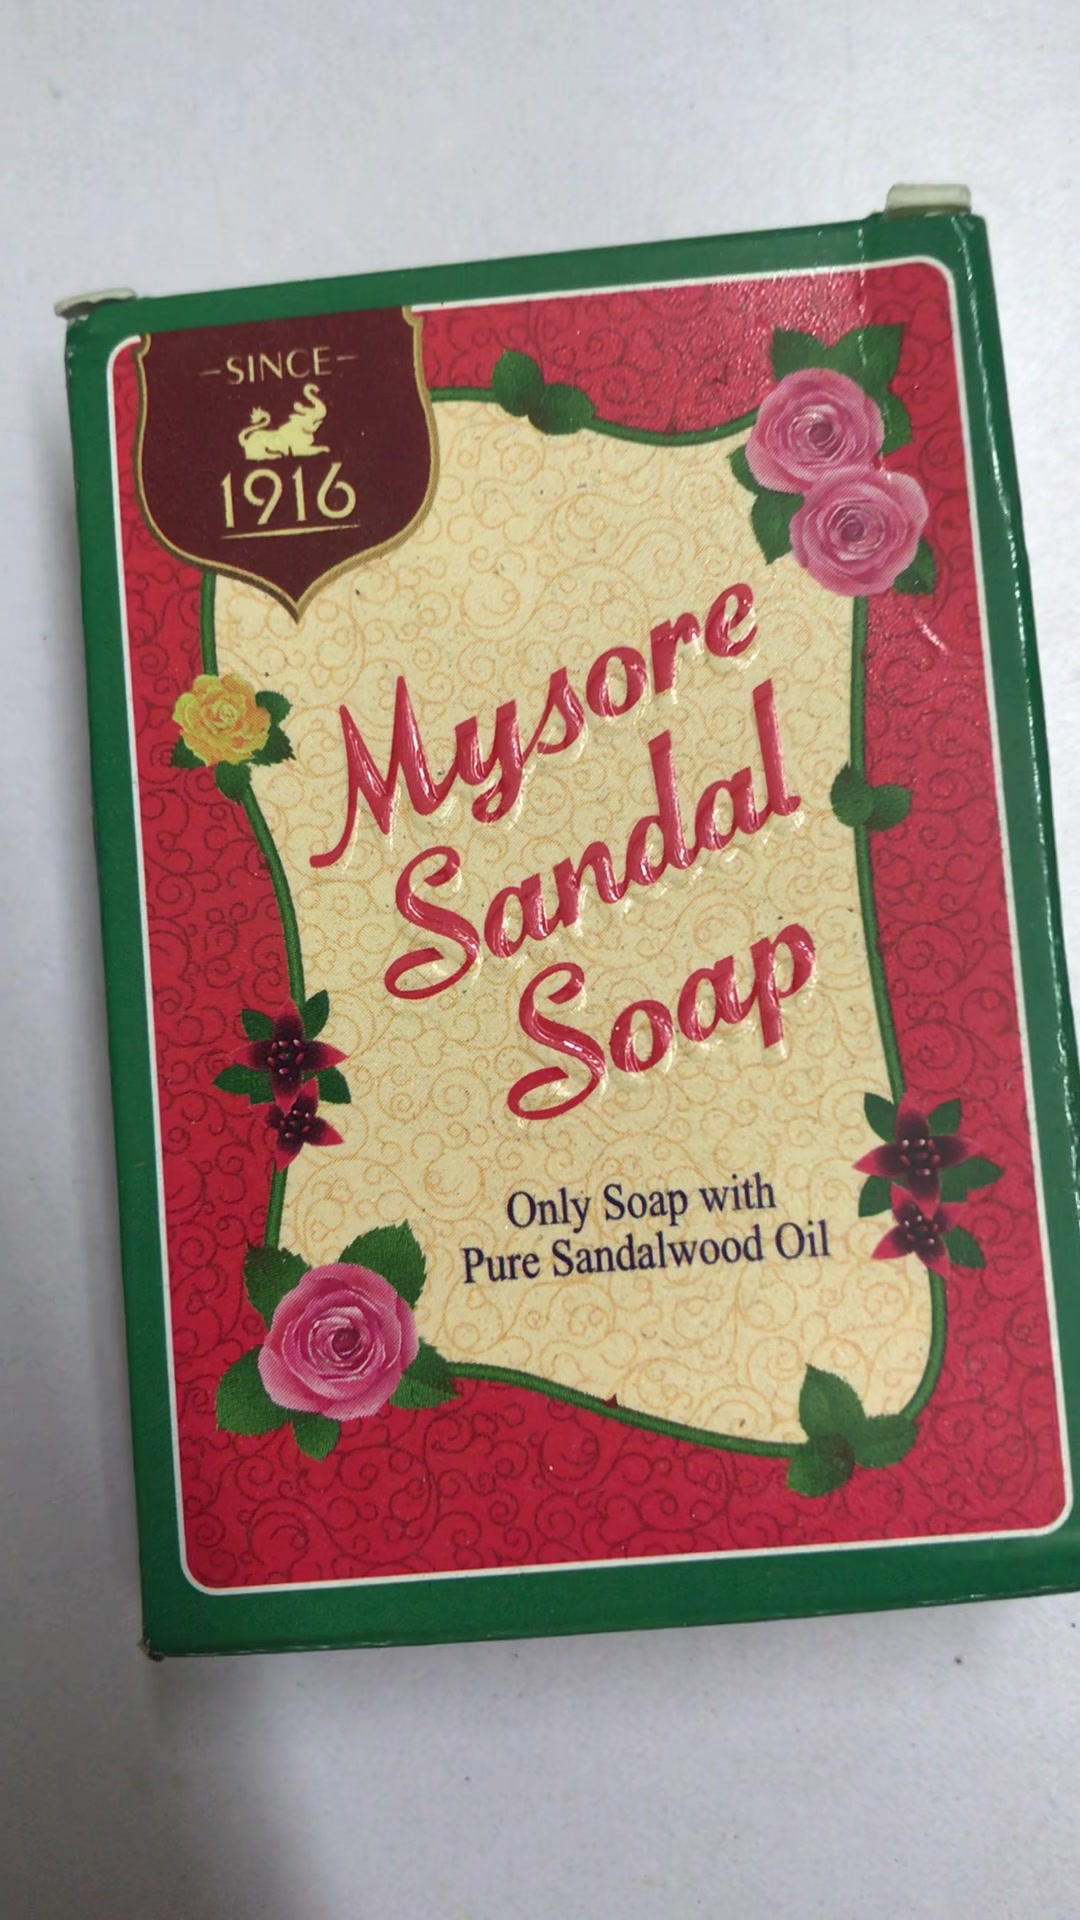 -SINCE-
1916
Mysore
Sandal
Soap
Only Soap with
Pure Sandalwood Oil